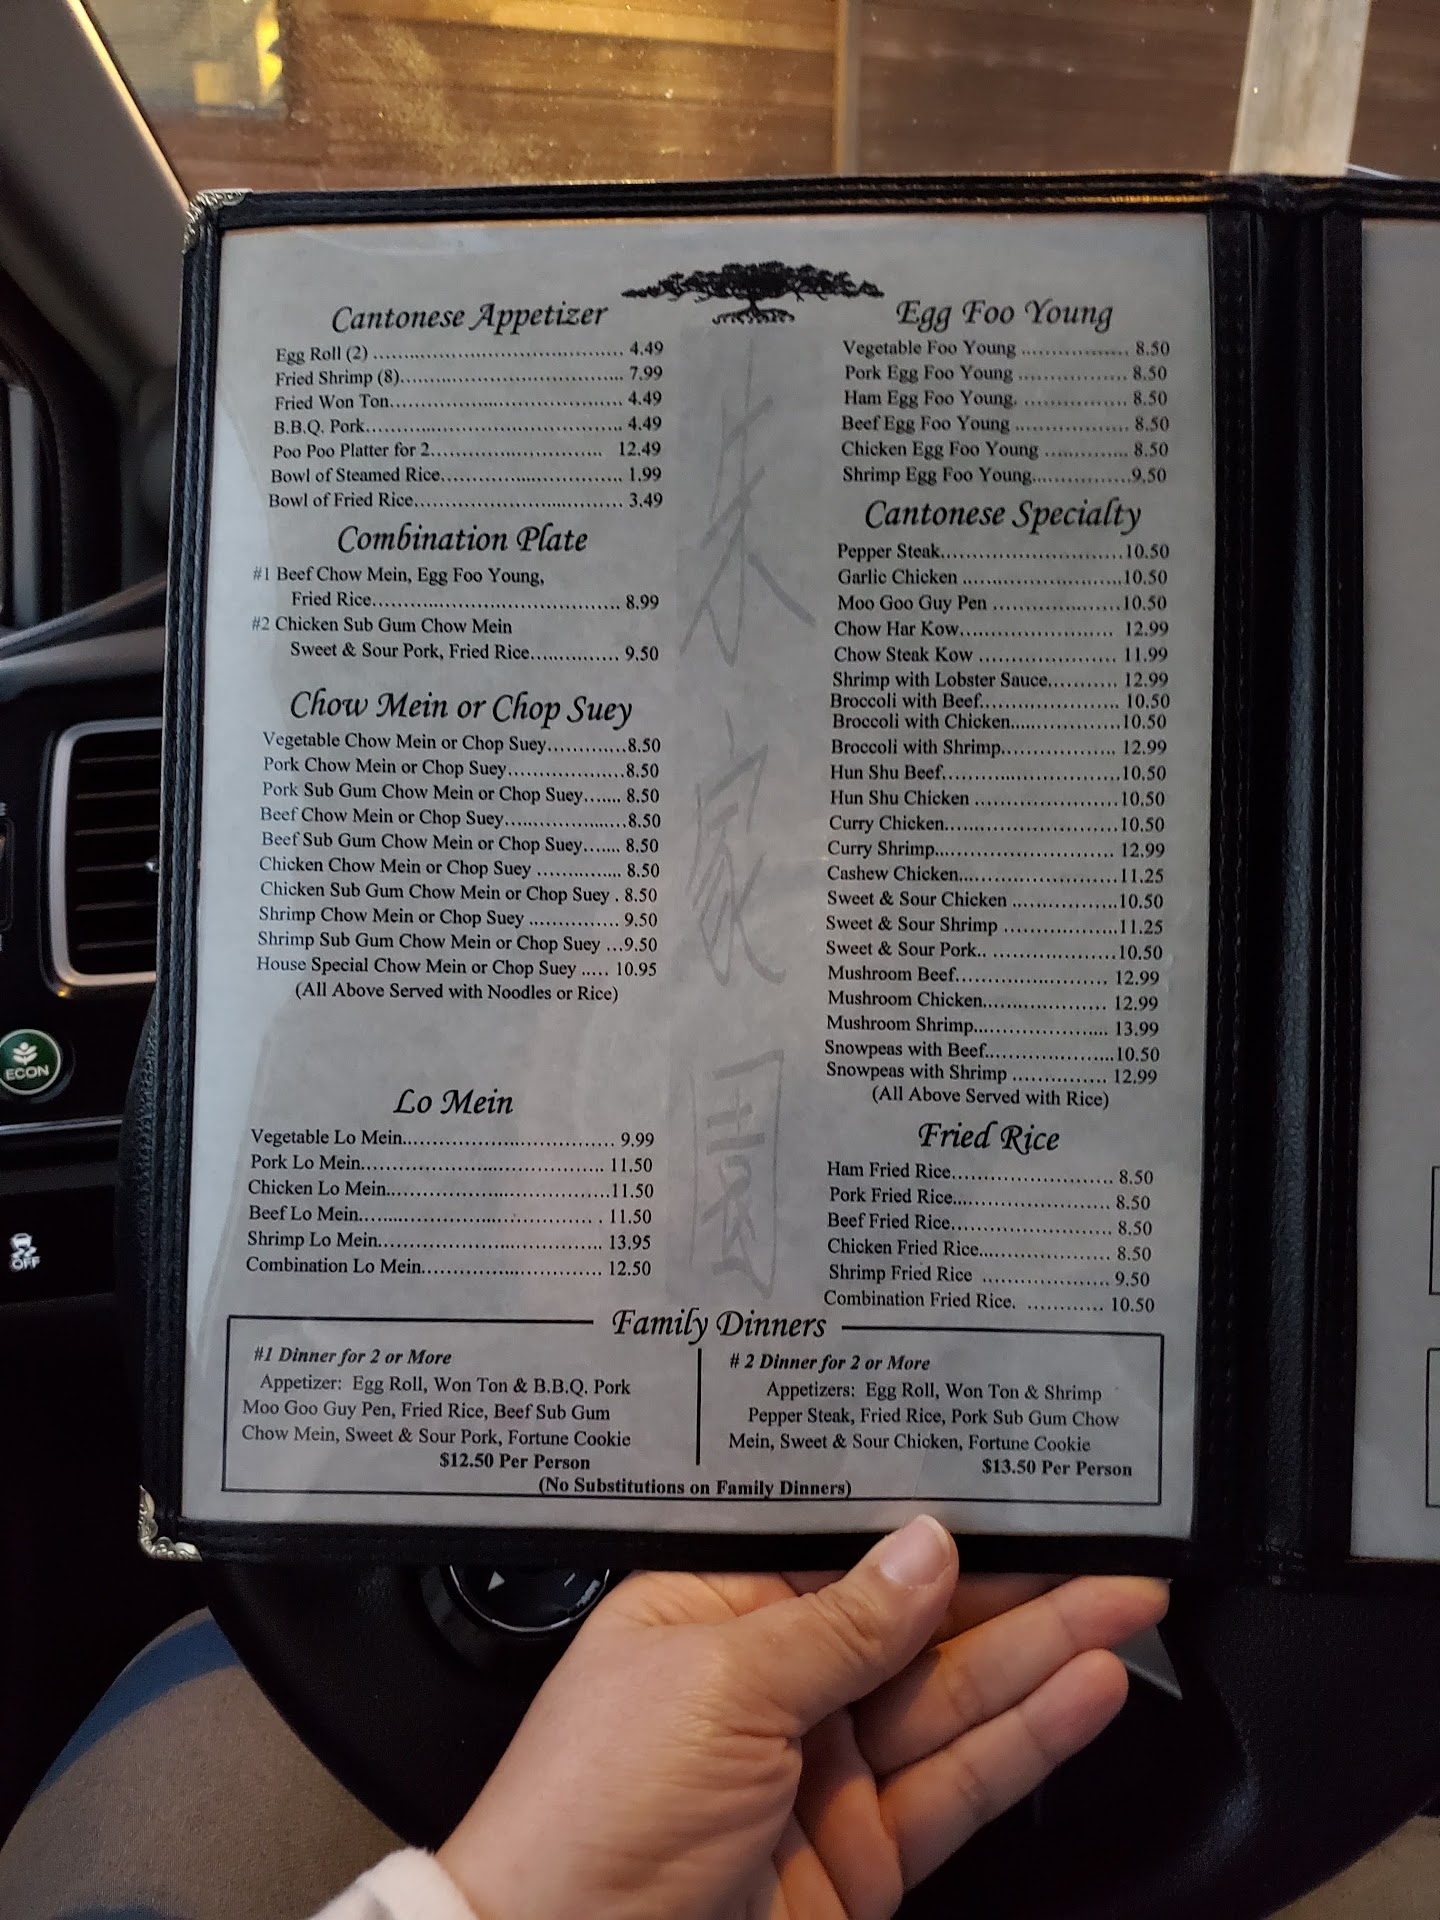 Cantonese Appetizer
Egg Roll (2) 4.49
Fried Shrimp (8) 7.99
Fried Won Ton 4.49
B.B.Q. Pork 4.49
Poo Poo Platter for 2 12.49
Bowl of Steamed Rice 1.99
Bowl of Fried Rice 3.49
Combination Plate
#1 Beef Chow Mein, Egg Foo Young,
Fried Rice 8.99
#2 Chicken Sub Gum Chow Mein
Sweet & Sour Pork, Fried Rice 9.50
Chow Mein or Chop Suey
Vegetable Chow Mein or Chop Suey 8.50
Pork Chow Mein or Chop Suey 8.50
Pork Sub Gum Chow Mein or Chop Suey 8.50
Beef Chow Mein or Chop Suey 8.50
Beef Sub Gum Chow Mein or Chop Suey 8.50
Chicken Chow Mein or Chop Suey 8.50
Chicken Sub Gum Chow Mein or Chop Suey 8.50
Shrimp Chow Mein or Chop Suey 9.50
Shrimp Sub Gum Chow Mein or Chop Suey 9.50
House Special Chow Mein or Chop Suey 10.95
(All Above Served with Noodles or Rice)
Lo Mein
Vegetable Lo Mein 9.99
Pork Lo Mein 11.50
Chicken Lo Mein 11.50
Beef Lo Mein 11.50
Shrimp Lo Mein 13.95
Combination Lo Mein 12.50
朱
家
園
Egg Foo Young
Vegetable Foo Young 8.50
Pork Egg Foo Young 8.50
Ham Egg Foo Young. 8.50
Beef Egg Foo Young 8.50
Chicken Egg Foo Young 8.50
Shrimp Egg Foo Young 9.50
Cantonese Specialty
Pepper Steak 10.50
Garlic Chicken 10.50
Moo Goo Guy Pen 10.50
Chow Har Kow 12.99
Chow Steak Kow 11.99
Shrimp with Lobster Sauce 12.99
Broccoli with Beef 10.50
Broccoli with Chicken 10.50
Broccoli with Shrimp 12.99
Hun Shu Beef 10.50
Hun Shu Chicken 10.50
Curry Chicken 10.50
Curry Shrimp 12.99
Cashew Chicken 11.25
Sweet & Sour Chicken 10.50
Sweet & Sour Shrimp 11.25
Sweet & Sour Pork 10.50
Mushroom Beef 12.99
Mushroom Chicken 12.99
Mushroom Shrimp 13.99
Snowpeas with Beef 10.50
Snowpeas with Shrimp 12.99
(All Above Served with Rice)
Fried Rice
Ham Fried Rice 8.50
Pork Fried Rice 8.50
Beef Fried Rice 8.50
Chicken Fried Rice 8.50
Shrimp Fried Rice 9.50
Combination Fried Rice. 10.50
Family Dinners
#1 Dinner for 2 or More
Appetizer: Egg Roll, Won Ton & B.B.Q. Pork
Moo Goo Guy Pen, Fried Rice, Beef Sub Gum
Chow Mein, Sweet & Sour Pork, Fortune Cookie
$12.50 Per Person
# 2 Dinner for 2 or More
Appetizers: Egg Roll, Won Ton & Shrimp
Pepper Steak, Fried Rice, Pork Sub Gum Chow
Mein, Sweet & Sour Chicken, Fortune Cookie
$13.50 Per Person
(No Substitutions on Family Dinners)
ECON
OFF